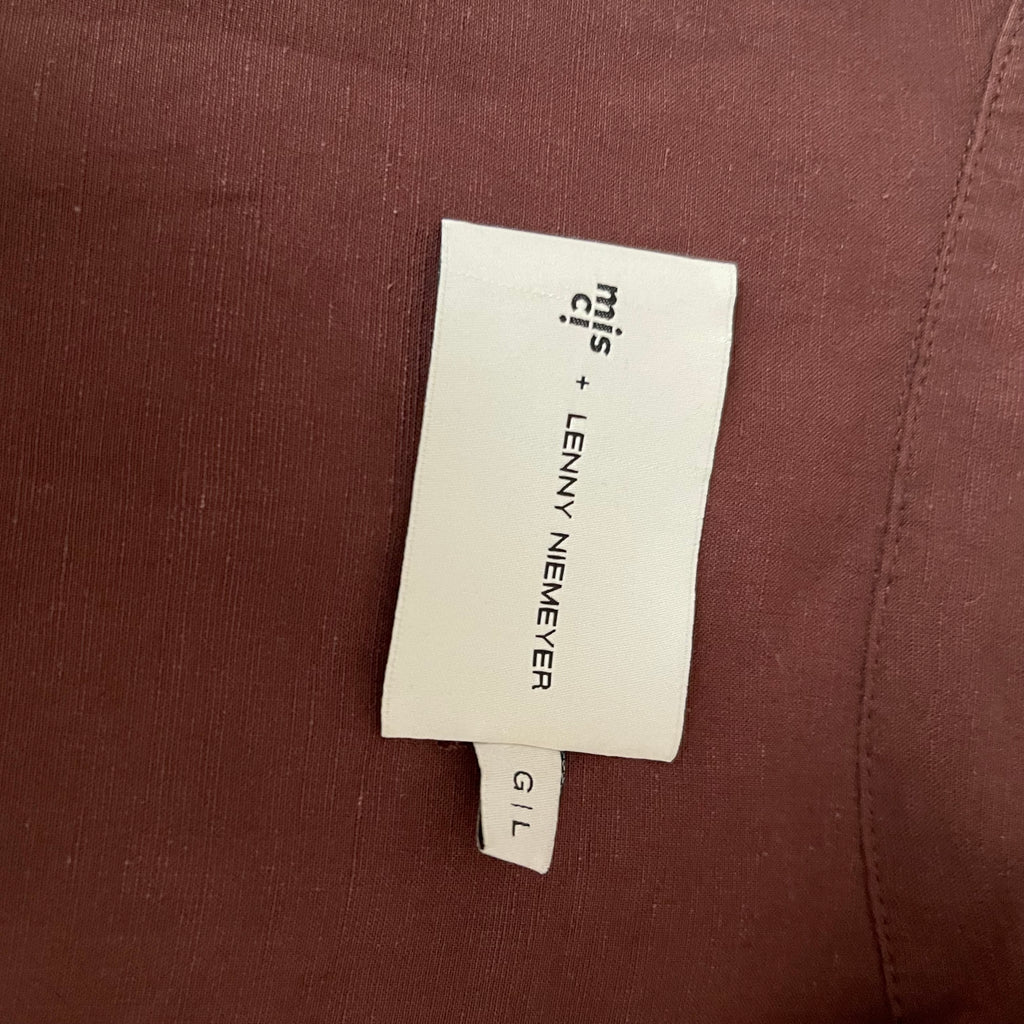 mis
ci. + LENNY NIEMEYER
G | L